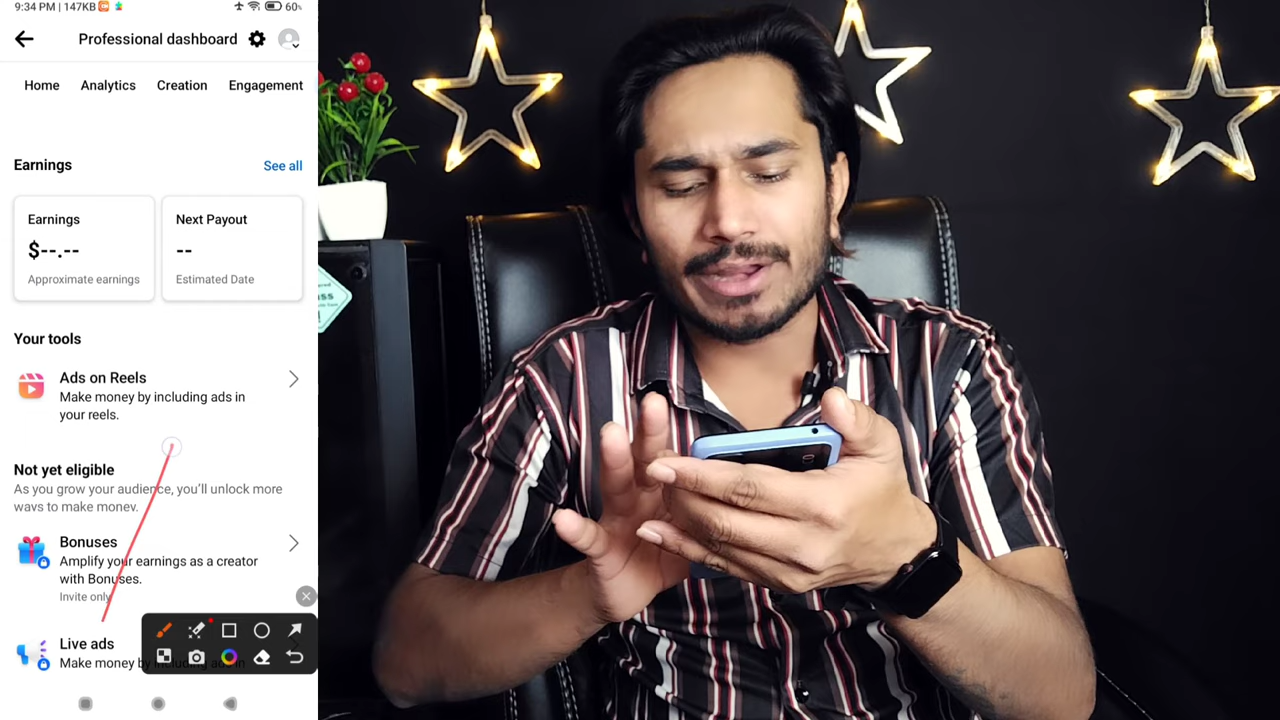 9:34 PM | 147KB
60%
Professional dashboard
Home Analytics Creation Engagement
Earnings
See all
Earnings
$--.--
Approximate earnings
Next Payout
--
Estimated Date
Your tools
Ads on Reels
Make money by including ads in
your reels.
Not yet eligible
As you grow your audience, you'll unlock more
ways to make money.
Bonuses
Amplify your earnings as a creator
with Bonuses.
Invite only
Live ads
Make money by including ads in